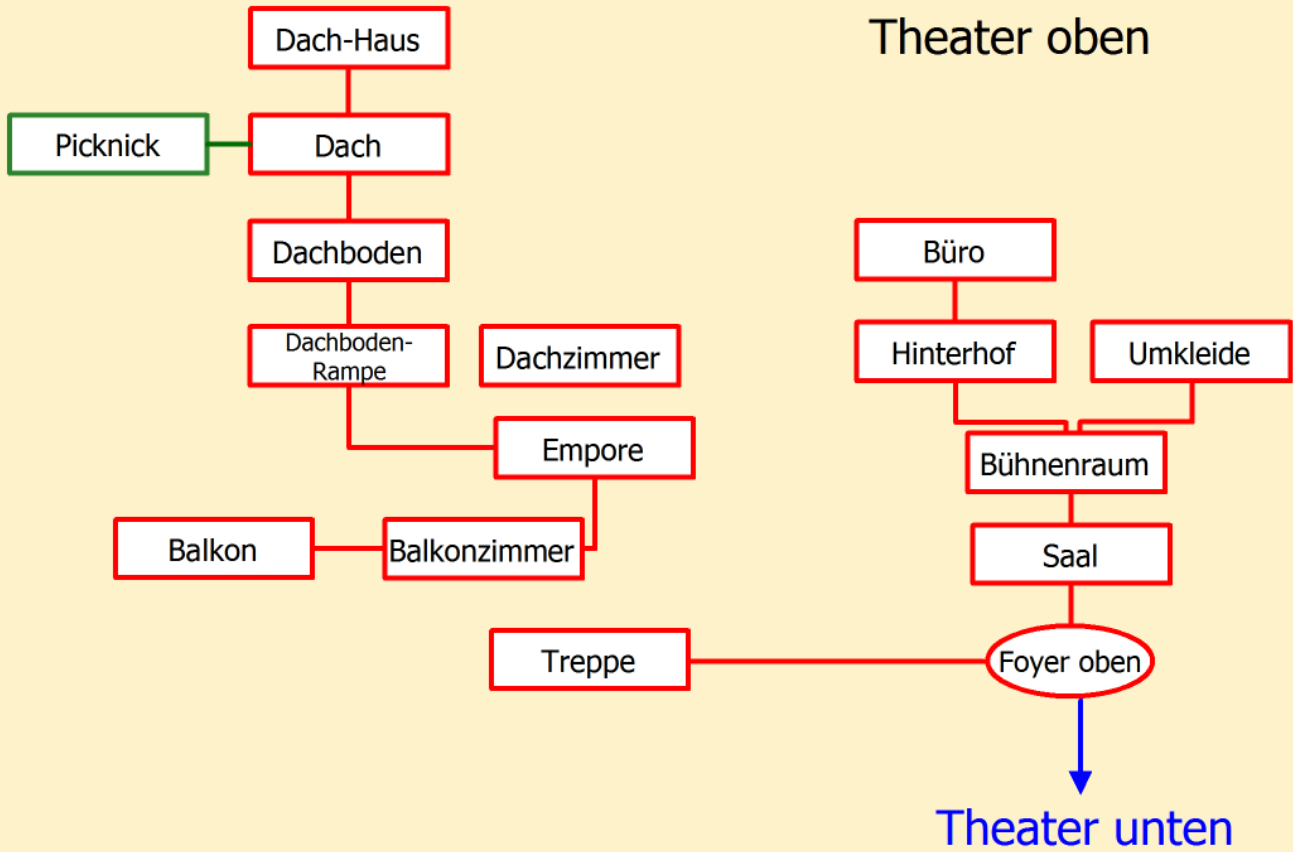 Theater oben
Dach-Haus
Picknick
Dach
Dachboden
Büro
Dachboden-
Rampe
Dachzimmer
Hinterhof
Umkleide
Empore
Bühnenraum
Balkon
Balkonzimmer
Saal
Treppe
Foyer oben
Theater unten